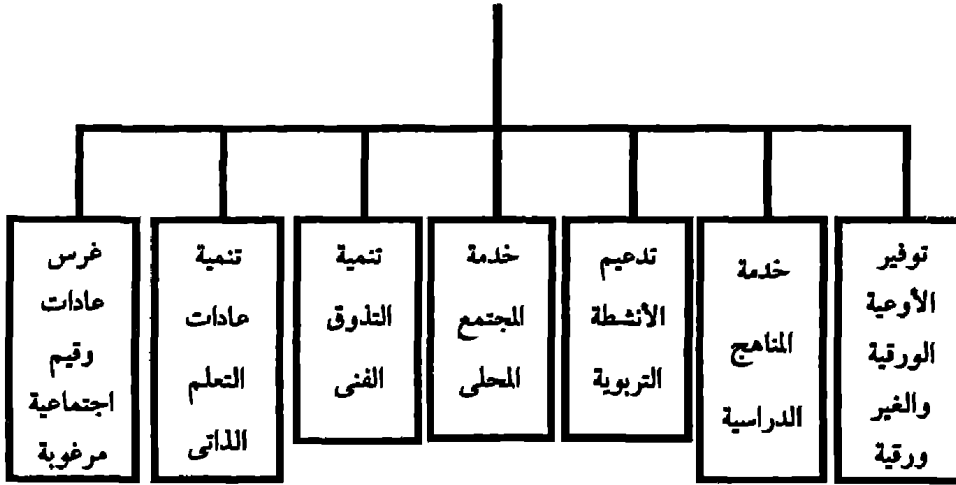 توفير
الأوعية
الورقية
والغير
ورقية
خدمة
المناهج
الدراسية
تدعيم
الأنشطة
التربوية
خدمة
المجتمع
المحلى
تنمية
التذوق
الفنى
تنمية
عادات
التعلم
الذاتى
غرس
عادات
وقيم
اجتماعية
مرغوبة